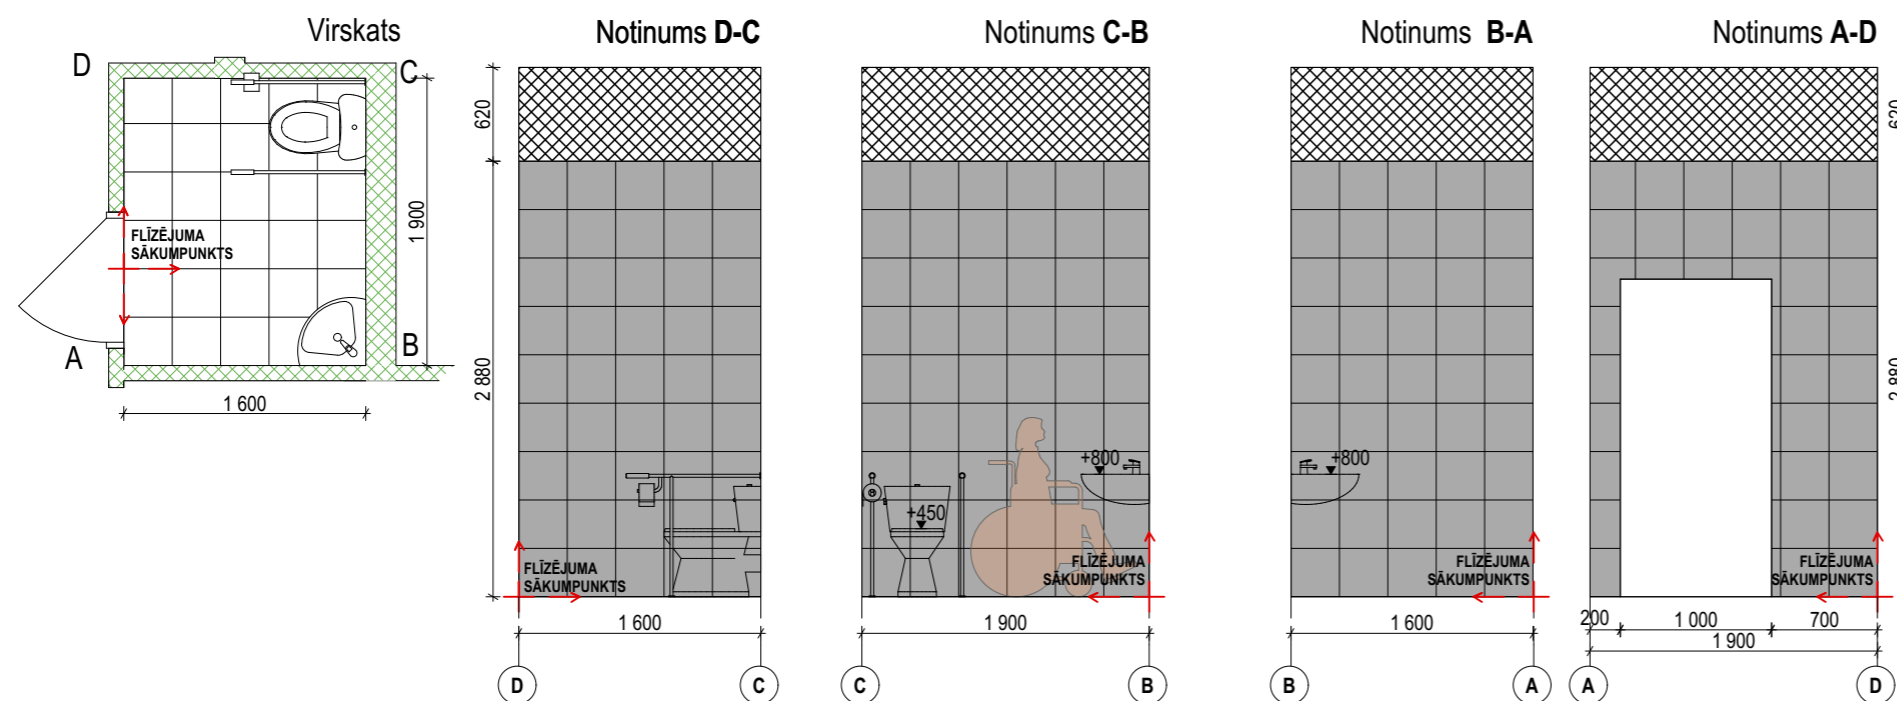 Virskats
D
C
FLĪZĒJUMA
SĀKUMPUNKTS
1 900
A
B
1 600
Notinums D-C
620
2 880
FLĪZĒJUMA
SĀKUMPUNKTS
1 600
D
C
Notinums C-B
+800
+450
FLĪZĒJUMA
SĀKUMPUNKTS
1 900
C
B
Notinums B-A
+800
FLĪZĒJUMA
SĀKUMPUNKTS
1 600
B
A
Notinums A-D
620
2 880
FLĪZĒJUMA
SĀKUMPUNKTS
200
1 000
700
1 900
A
D